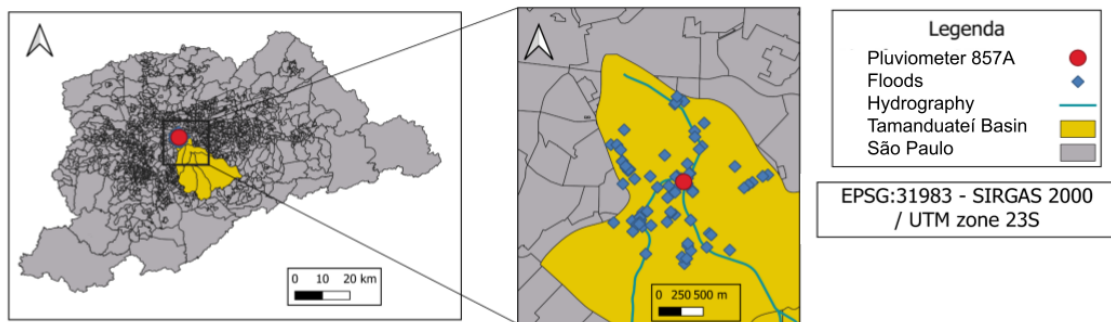 0 10 20 km
0 250 500 m
Legenda
Pluviometer 857A
Floods
Hydrography
Tamanduateí Basin
São Paulo
EPSG:31983 - SIRGAS 2000
/ UTM zone 23S